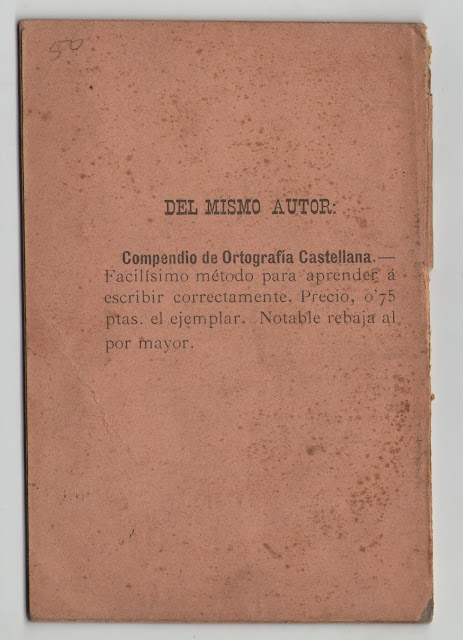 50
DEL MISMO AUTOR:
Compendio de Ortografía Castellana.—
Facilísimo método para aprender á
escribir correctamente. Precio, 0'75
ptas. el ejemplar. Notable rebaja al
por mayor.